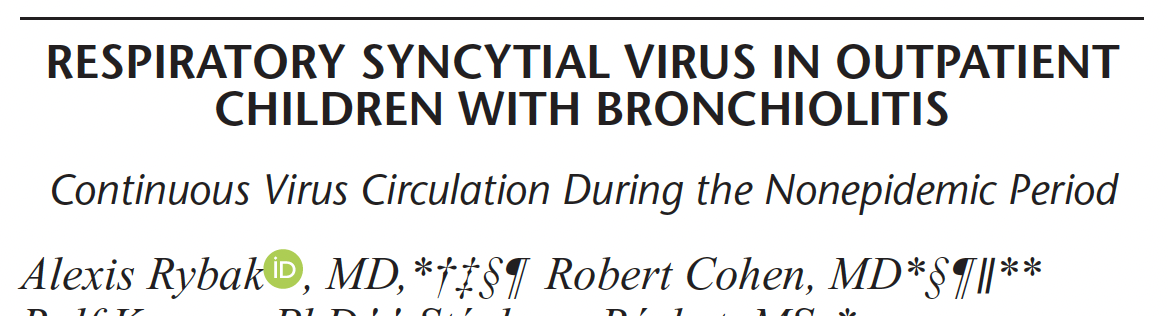 RESPIRATORY SYNCYTIAL VIRUS IN OUTPATIENT
CHILDREN WITH BRONCHIOLITIS
Continuous Virus Circulation During the Nonepidemic Period
Alexis Rybak iD, MD,*†‡§¶ Robert Cohen, MD*§¶‖**